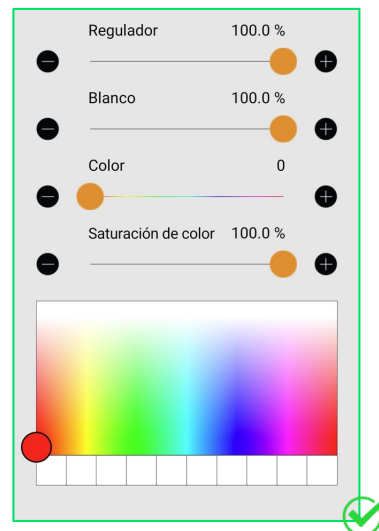 Regulador 100.0 %
Blanco 100.0 %
Color 0
Saturación de color 100.0 %